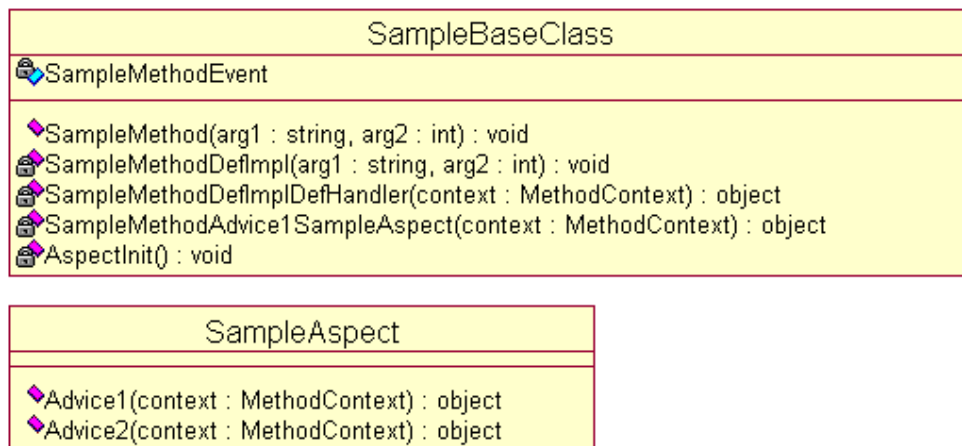 SampleBaseClass
SampleMethodEvent
SampleMethod(arg1 : string, arg2 : int) : void
SampleMethodDefImpl(arg1 : string, arg2 : int) : void
SampleMethodDefImplDefHandler(context : MethodContext) : object
SampleMethodAdvice1SampleAspect(context : MethodContext) : object
AspectInit() : void
SampleAspect
Advice1(context : MethodContext) : object
Advice2(context : MethodContext) : object